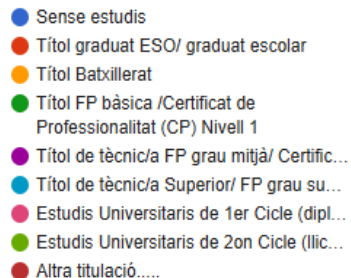 Sense estudis
Títol graduat ESO/ graduat escolar
Títol Batxillerat
Títol FP bàsica /Certificat de
Professionalitat (CP) Nivell 1
Títol de tècnic/a FP grau mitjà/ Certific...
Títol de tècnic/a Superior/ FP grau su...
Estudis Universitaris de 1er Cicle (dipl...
Estudis Universitaris de 2on Cicle (llic...
Altra titulació.....